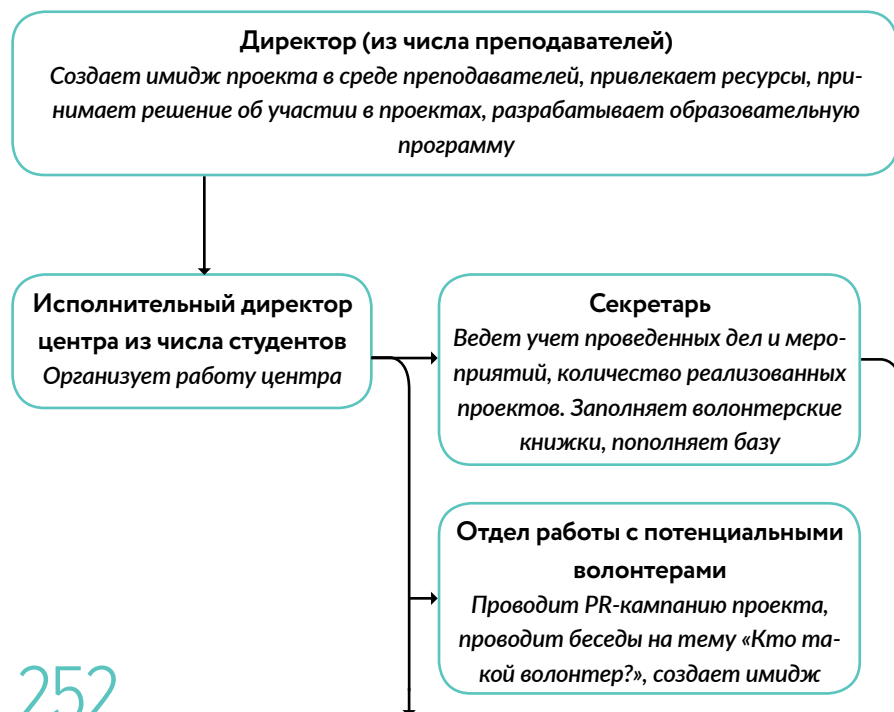 Директор (из числа преподавателей)
Создает имидж проекта в среде преподавателей, привлекает ресурсы, при-
нимает решение об участии в проектах, разрабатывает образовательную
программу
Исполнительный директор
центра из числа студентов
Организует работу центра
Секретарь
Ведет учет проведенных дел и меро-
приятий, количество реализованных
проектов. Заполняет волонтерские
книжки, пополняет базу
Отдел работы с потенциальными
волонтерами
Проводит PR-кампанию проекта,
проводит беседы на тему «Кто та-
кой волонтер?», создает имидж
252